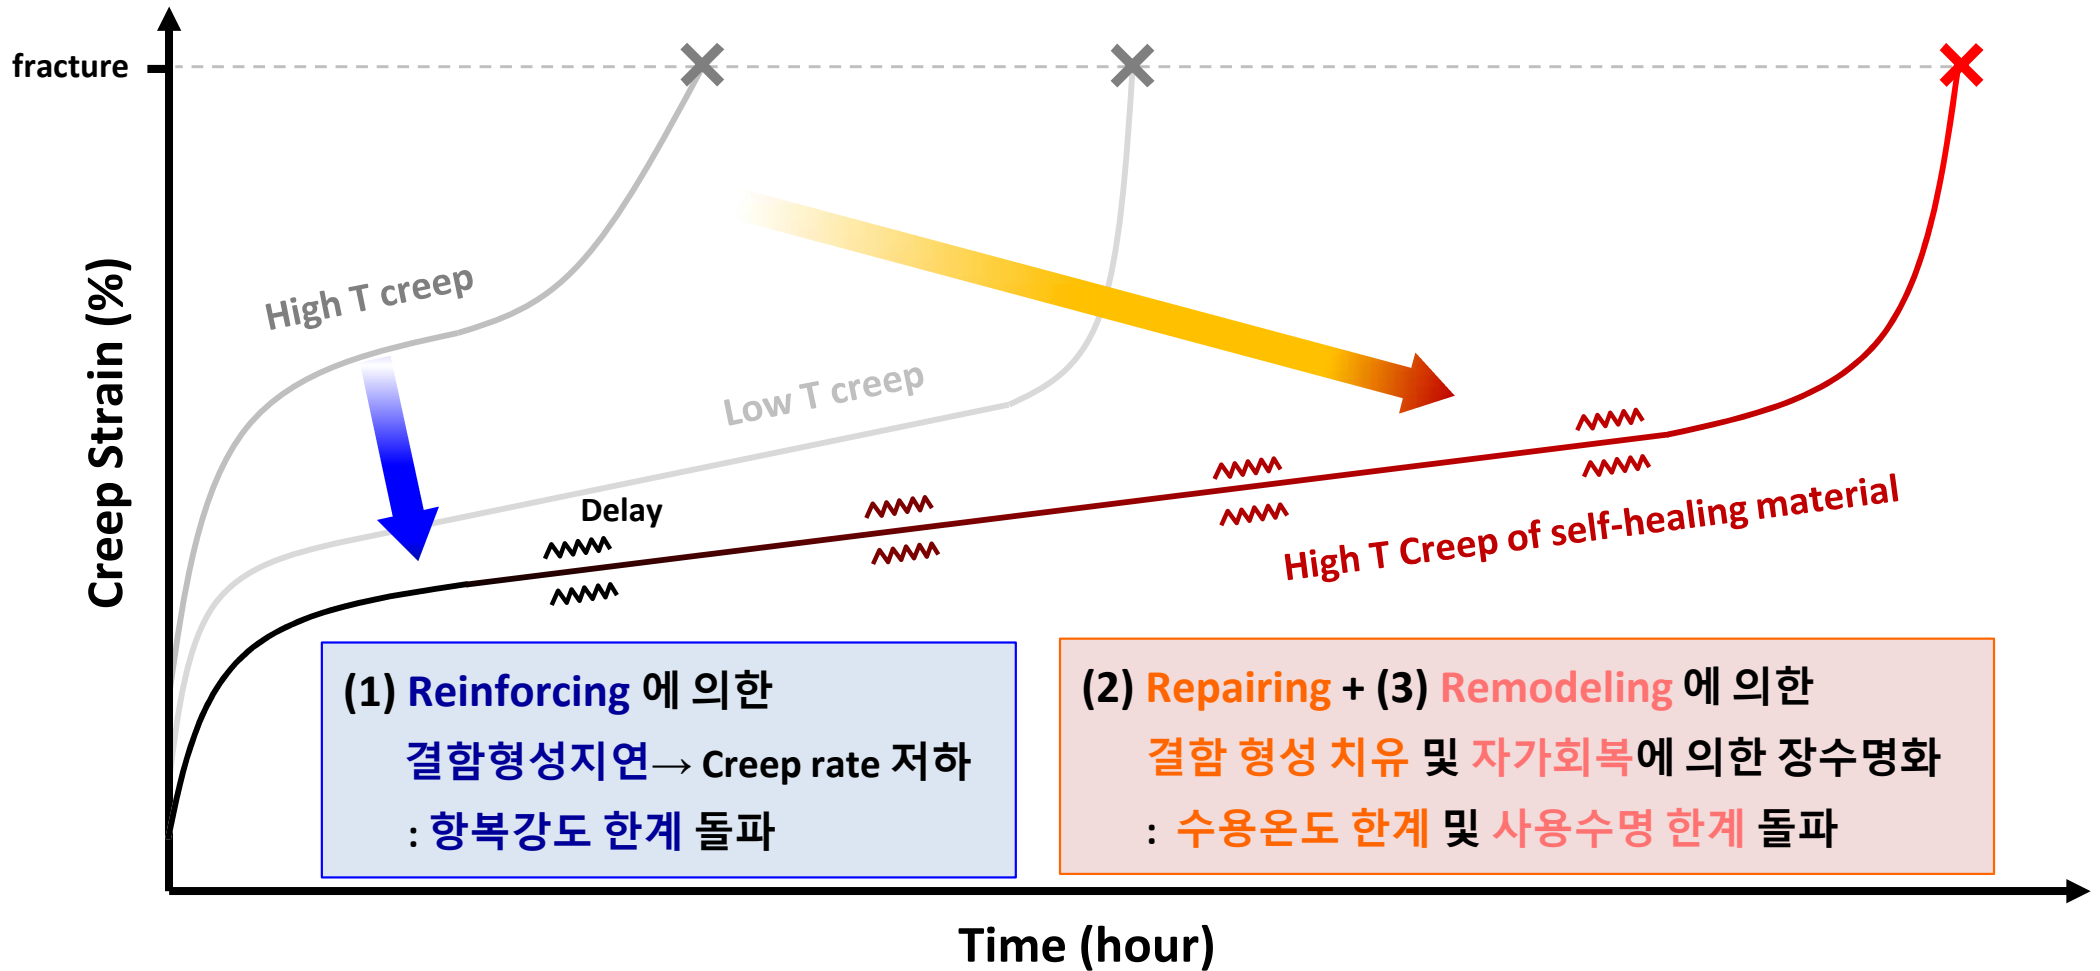 fracture
High T creep
Creep Strain (%)
Low T creep
Delay
High T Creep of self-healing material
(1) Reinforcing 에 의한
결함형성지연→ Creep rate 저하
: 항복강도 한계 돌파
(2) Repairing + (3) Remodeling 에 의한
결함 형성 치유 및 자가회복에 의한 장수명화
: 수용온도 한계 및 사용수명 한계 돌파
Time (hour)